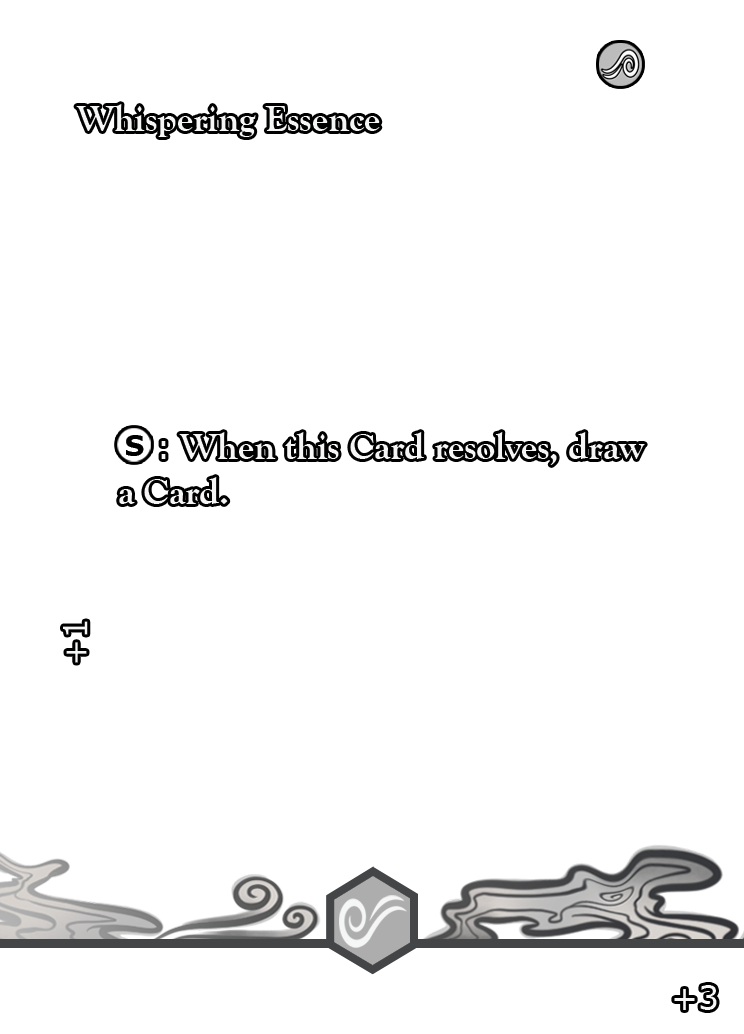 Whispering Essence
S: When this Card resolves, draw
a Card.
+1
+3